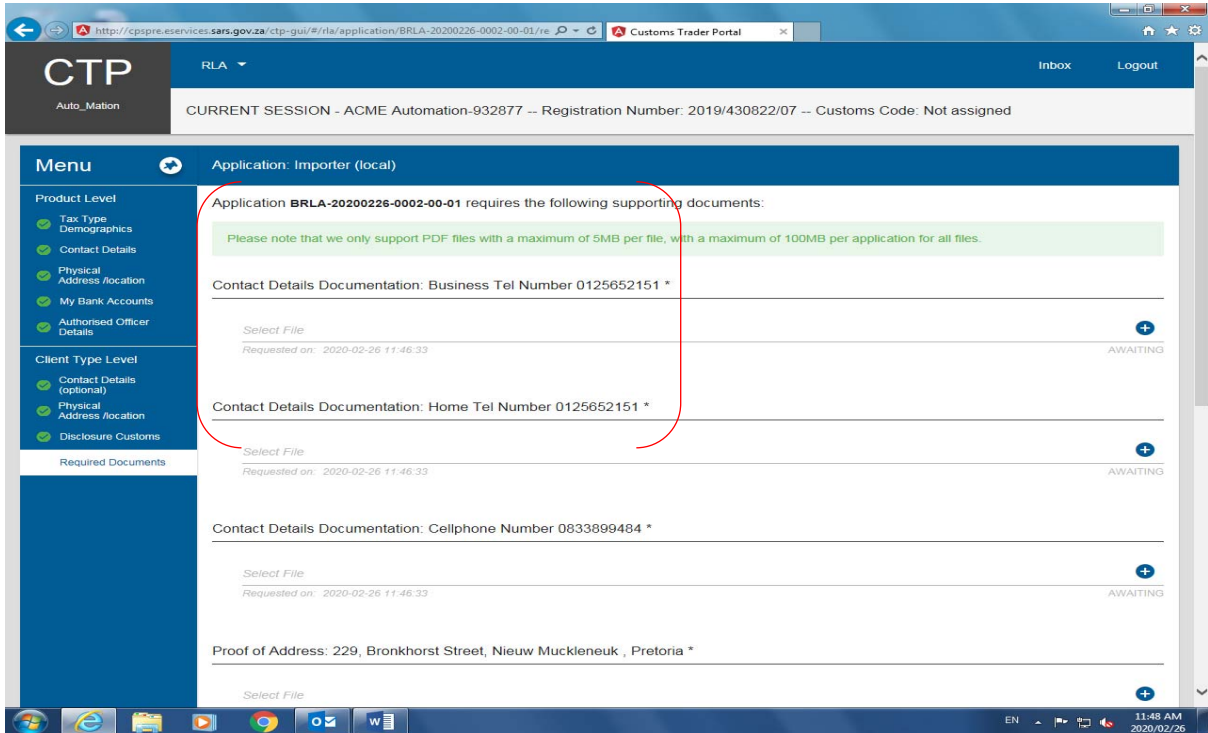 http://cpspre.eservices.sars.gov.za/ctp-gui/#/rla/application/BRLA-20200226-0002-00-01/re
Customs Trader Portal
CTP
Auto_Mation
RLA
Inbox
Logout
CURRENT SESSION - ACME Automation-932877 -- Registration Number: 2019/430822/07 -- Customs Code: Not assigned
Menu
Product Level
Tax Type
Demographics
Contact Details
Physical
Address /location
My Bank Accounts
Authorised Officer
Details
Client Type Level
Contact Details
(optional)
Physical
Address /location
Disclosure Customs
Required Documents
Application: Importer (local)
Application BRLA-20200226-0002-00-01 requires the following supporting documents:
Please note that we only support PDF files with a maximum of 5MB per file, with a maximum of 100MB per application for all files.
Contact Details Documentation: Business Tel Number 0125652151 *
Select File
Requested on: 2020-02-26 11:46:33
AWAITING
Contact Details Documentation: Home Tel Number 0125652151 *
Select File
Requested on: 2020-02-26 11:46:33
AWAITING
Contact Details Documentation: Cellphone Number 0833899484 *
Select File
Requested on: 2020-02-26 11:46:33
AWAITING
Proof of Address: 229, Bronkhorst Street, Nieuw Muckleneuk , Pretoria *
Select File
EN
11:48 AM
2020/02/26